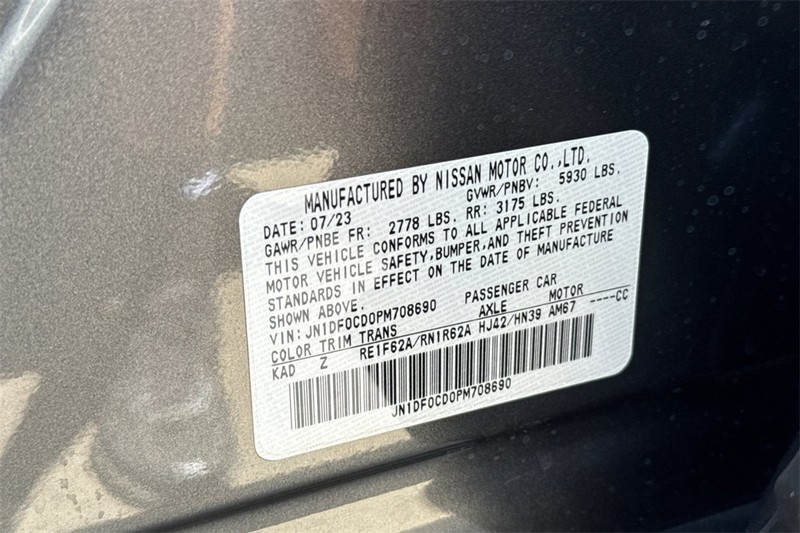 MANUFACTURED BY NISSAN MOTOR CO.,LTD.
DATE: 07/23 GVWR/PNBV: 5930 LBS.
GAWR/PNBE FR: 2778 LBS. RR: 3175 LBS.
THIS VEHICLE CONFORMS TO ALL APPLICABLE FEDERAL
MOTOR VEHICLE SAFETY,BUMPER,AND THEFT PREVENTION
STANDARDS IN EFFECT ON THE DATE OF MANUFACTURE
SHOWN ABOVE.
VIN: JN1DF0CD0PM708690 PASSENGER CAR
COLOR TRIM TRANS AXLE MOTOR ----CC
KAD Z RE1F62A/RN1R62A HJ42/HN39 AM67
JN1DF0CD0PM708690